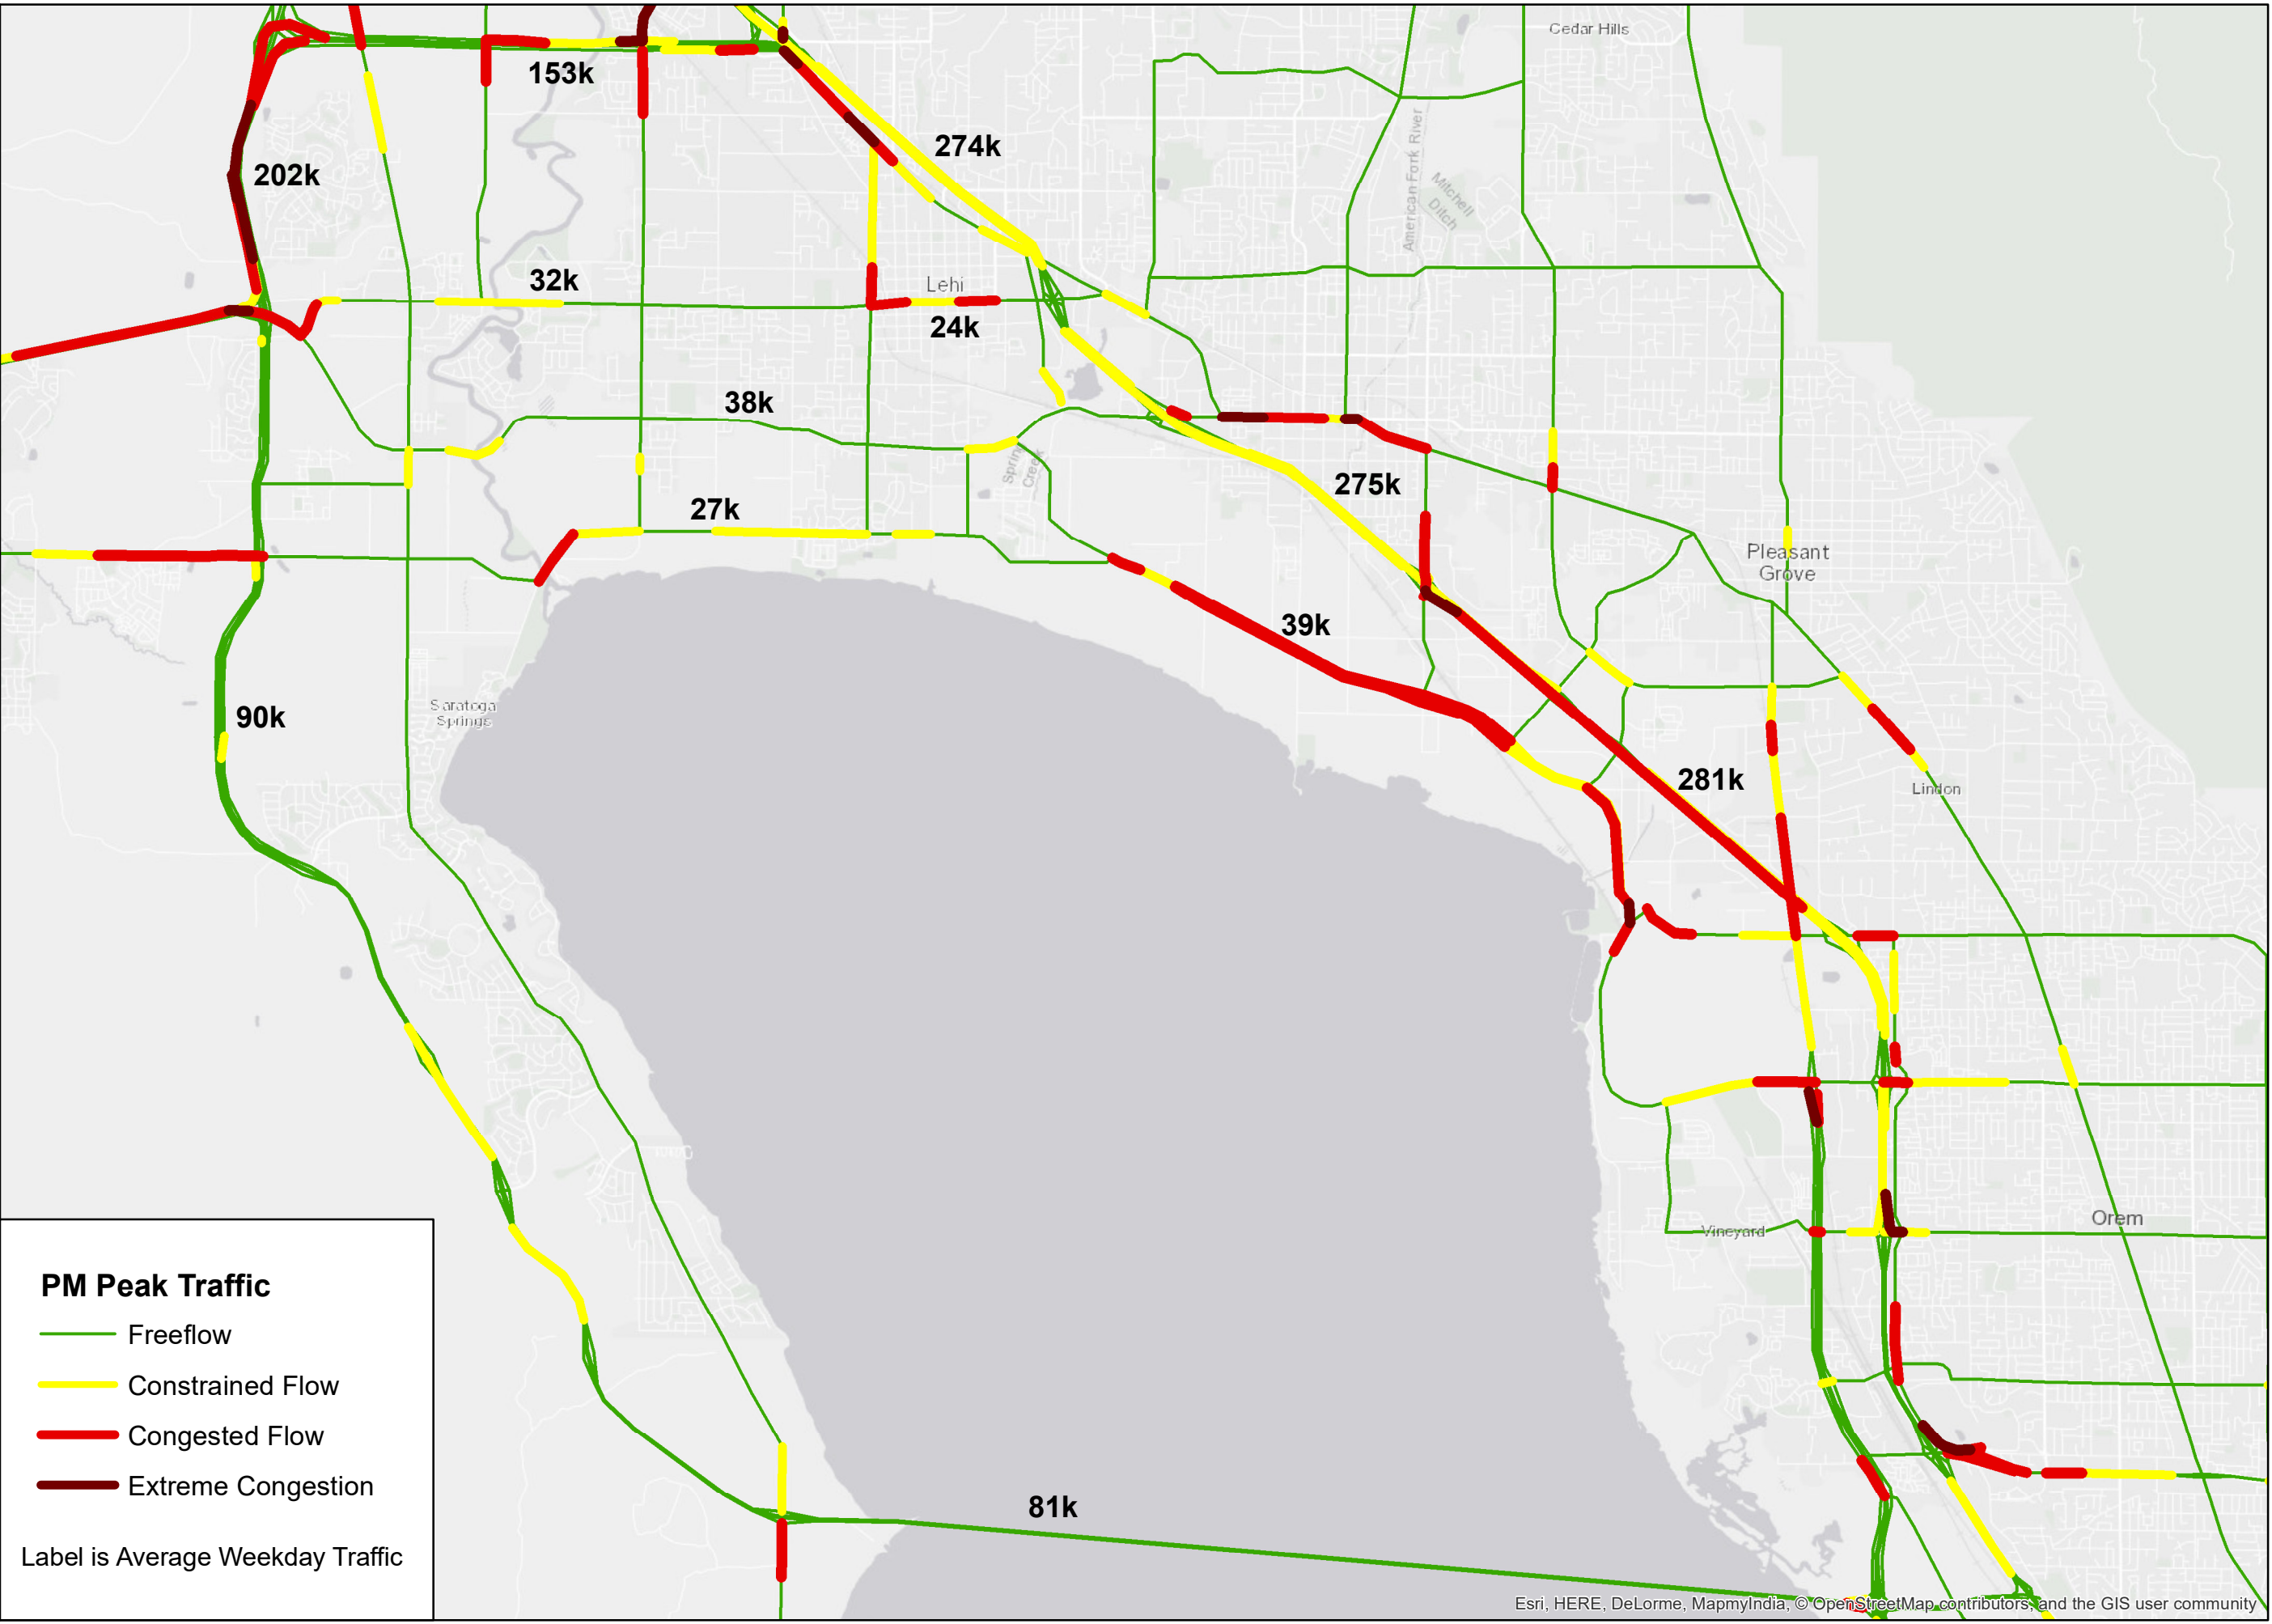 Cedar Hills
153k
274k
American Fork River
Mitchell
Ditch
202k
32k
Lehi
24k
38k
Spring
Creek
275k
27k
Pleasant
Grove
39k
Saratoga
Springs
90k
281k
Lindon
Vineyard
Orem
PM Peak Traffic
Freeflow
Constrained Flow
Congested Flow
Extreme Congestion
Label is Average Weekday Traffic
81k
Esri, HERE, DeLorme, MapmyIndia, © OpenStreetMap contributors, and the GIS user community